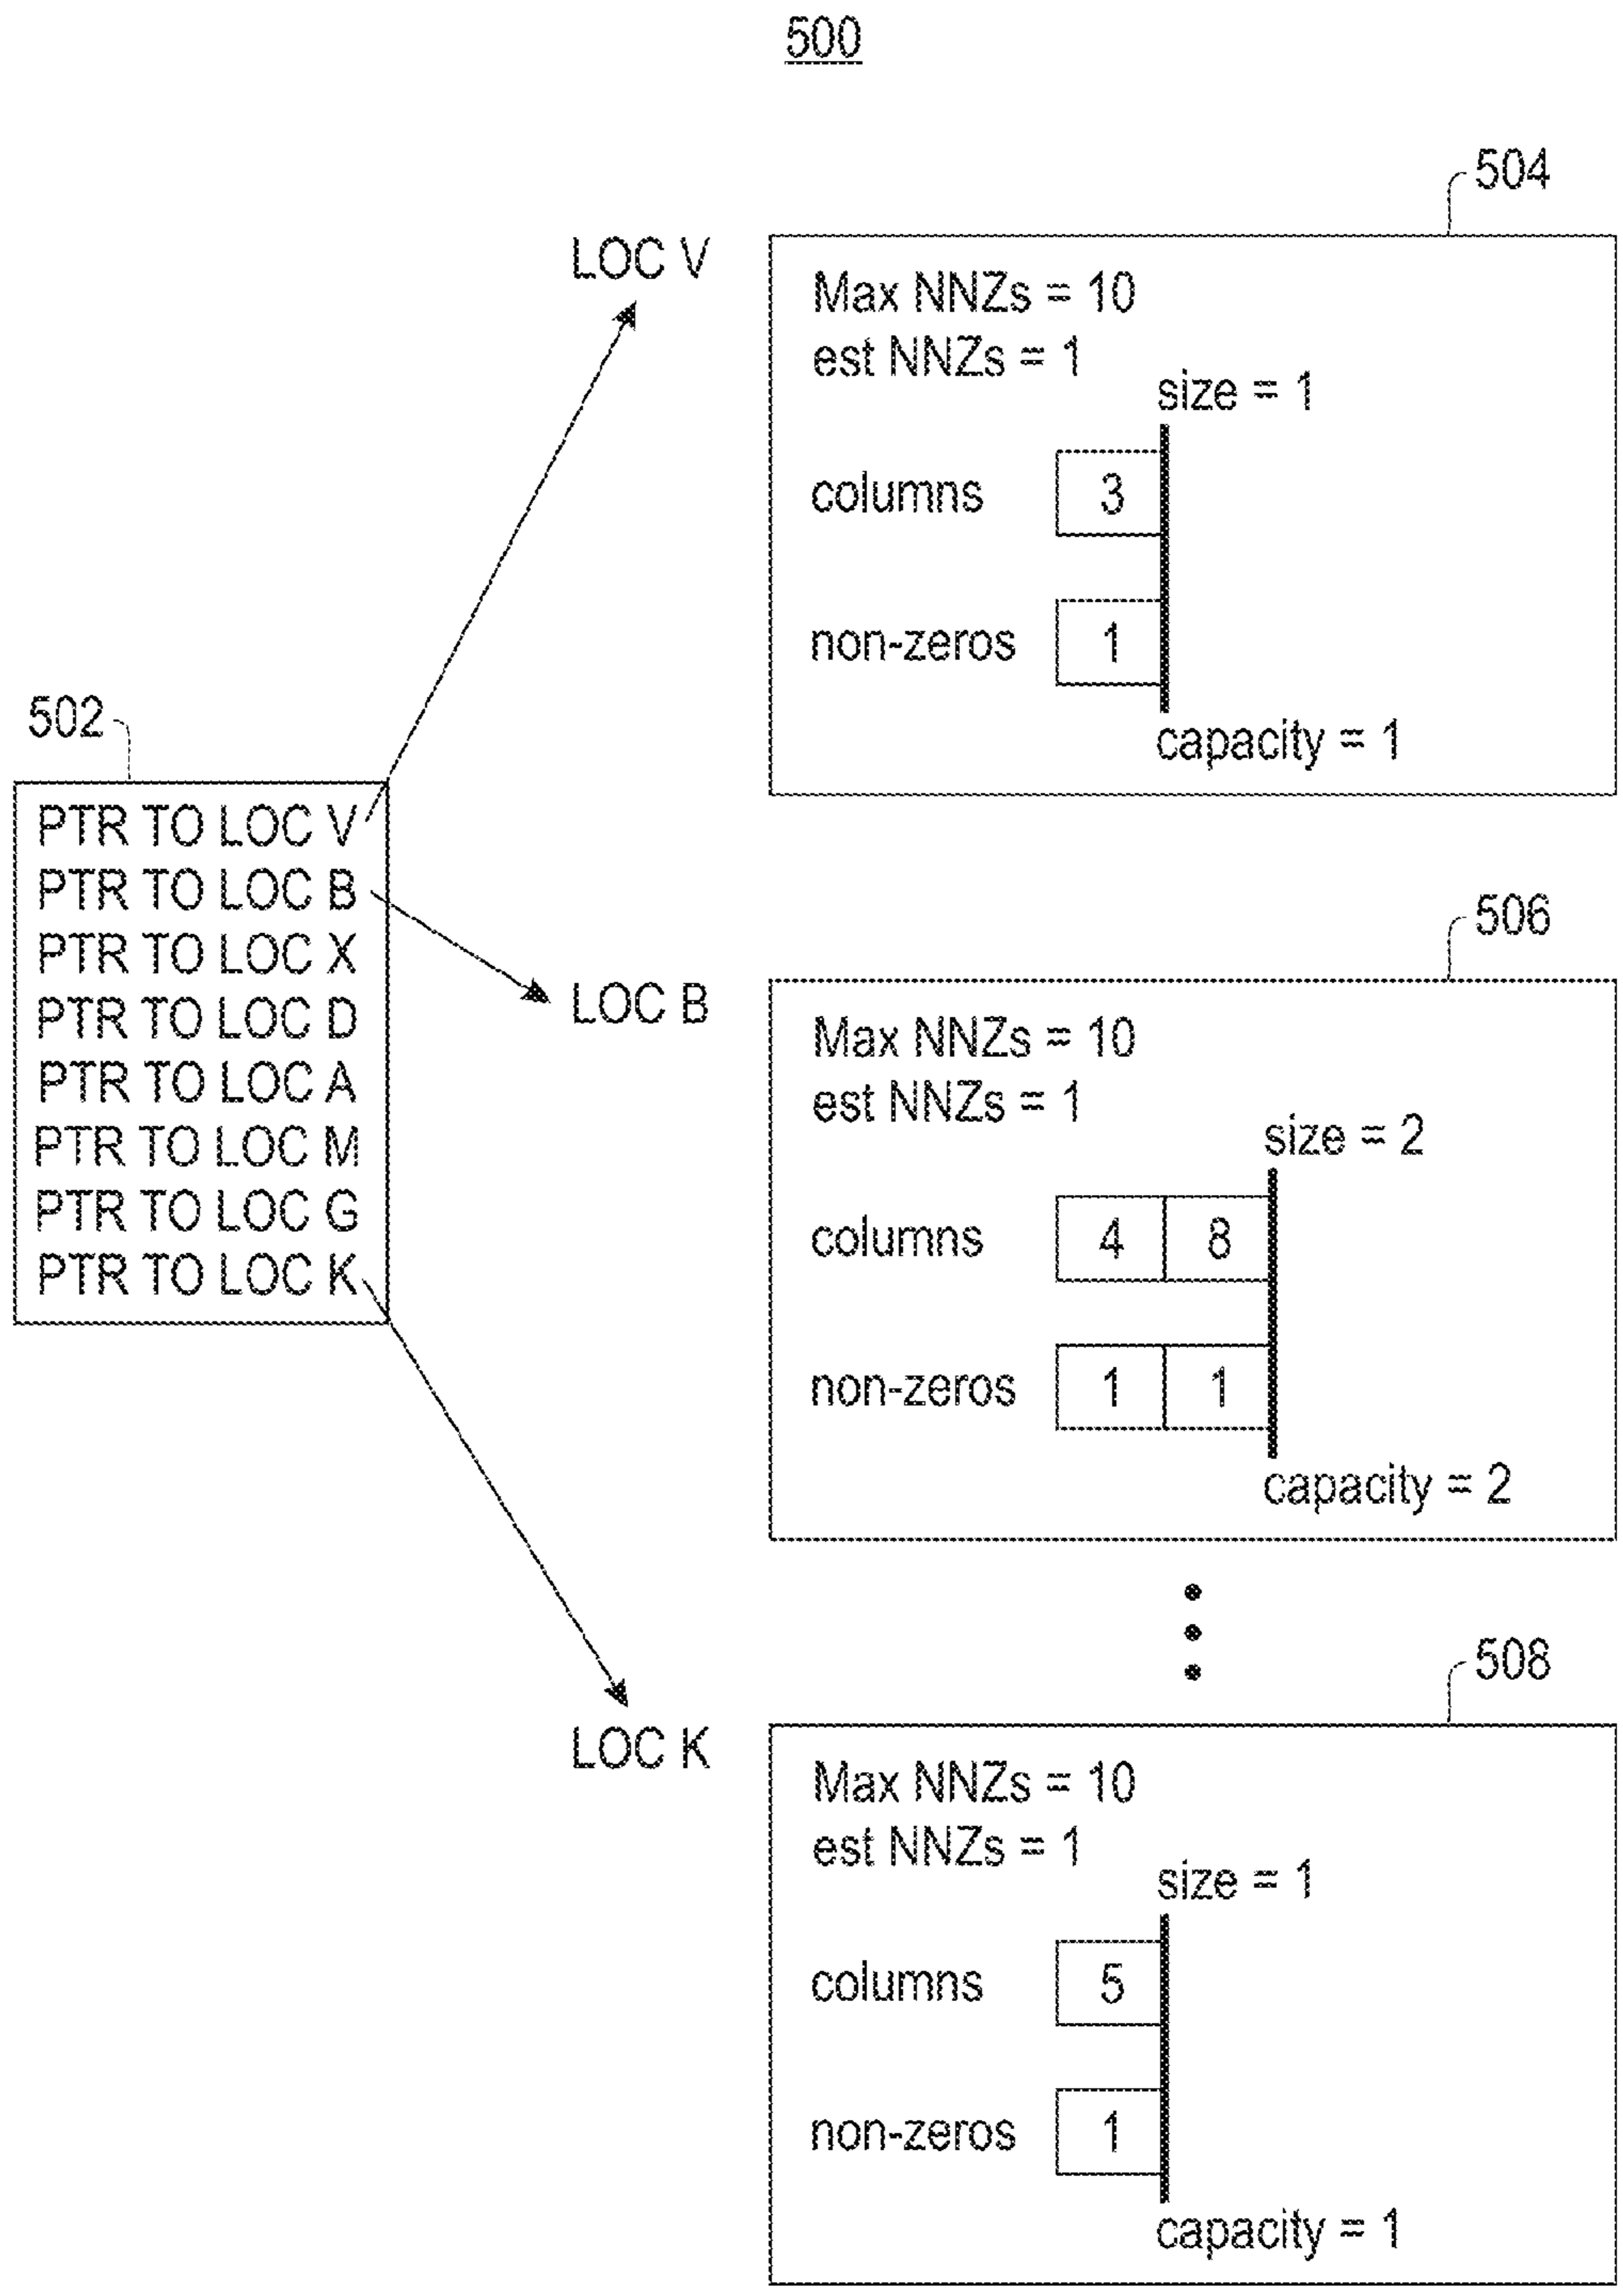 500
504
LOC V
Max NNZs = 10
est NNZs = 1
size = 1
columns 3
non-zeros 1
capacity = 1
502
PTR TO LOC V
PTR TO LOC B
PTR TO LOC X
PTR TO LOC D
PTR TO LOC A
PTR TO LOC M
PTR TO LOC G
PTR TO LOC K
506
LOC B
Max NNZs = 10
est NNZs = 1
size = 2
columns 4 8
non-zeros 1 1
capacity = 2
508
LOC K
Max NNZs = 10
est NNZs = 1
size = 1
columns 5
non-zeros 1
capacity = 1